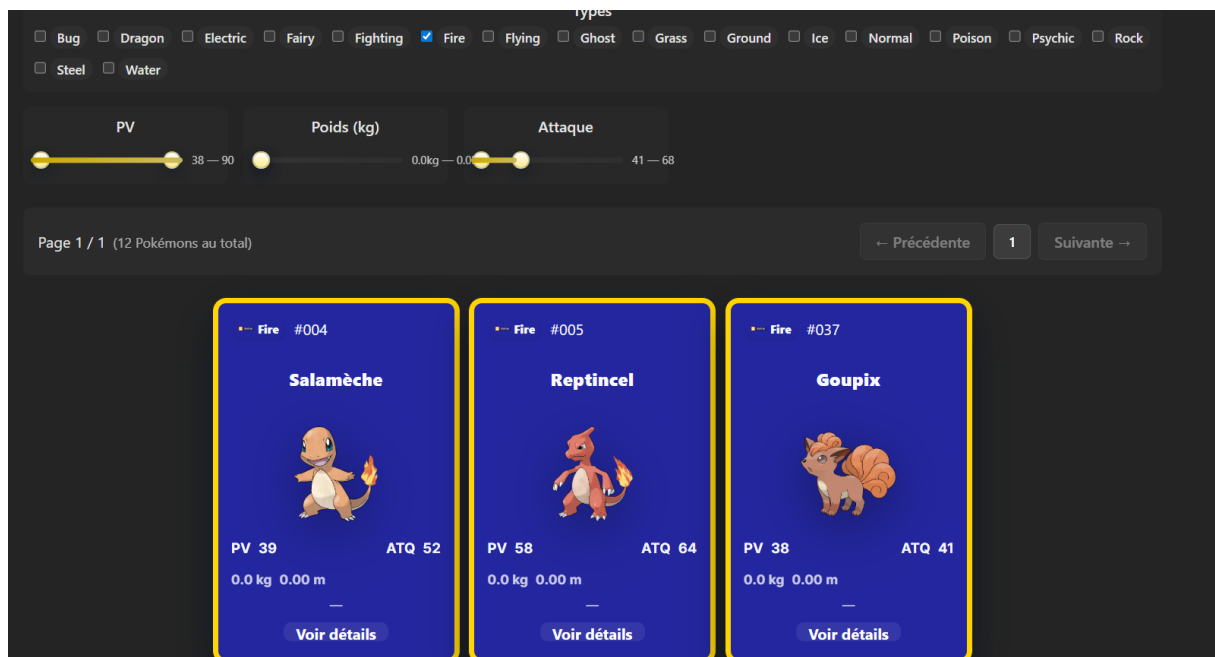 Types
Bug Dragon Electric Fairy Fighting Fire Flying Ghost Grass Ground Ice Normal Poison Psychic Rock
Steel Water
PV Poids (kg) Attaque
38 — 90 0.0kg — 0.0 41 — 68
Page 1 / 1 (12 Pokémons au total) ← Précédente 1 Suivante →
Fire #004
Salamèche
PV 39 ATQ 52
0.0 kg 0.00 m
—
Voir détails
Fire #005
Reptincel
PV 58 ATQ 64
0.0 kg 0.00 m
—
Voir détails
Fire #037
Goupix
PV 38 ATQ 41
0.0 kg 0.00 m
—
Voir détails